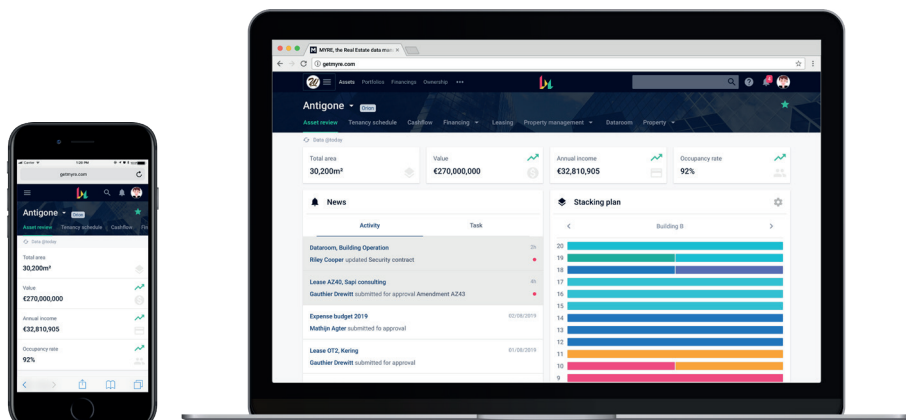 Carrier 1:20 PM
getmyre.com
Antigone Orion
Asset review Tenancy schedule Cashflow
Data @today
Total area
30,200m²
Value
€270,000,000
Annual income
€32,810,905
Occupancy rate
92%
MYRE, the Real Estate data man
getmyre.com
Assets Portfolios Financings Ownership •••
Antigone Orion
Asset review Tenancy schedule Cashflow Financing Leasing Property management Dataroom Property
Data @today
Total area Value Annual income Occupancy rate
30,200m² €270,000,000 €32,810,905 92%
News
Activity Task
Dataroom, Building Operation 2h
Riley Cooper updated Security contract
Lease AZ40, Sapi consulting 4h
Gauthier Drewitt submitted for approval Amendment AZ43
Expense budget 2019 02/08/2019
Mathijn Agter submitted fo approval
Lease OT2, Kering 01/08/2019
Gauthier Drewitt submitted for approval
Stacking plan
Building B
20
19
18
17
16
15
14
13
12
11
10
9